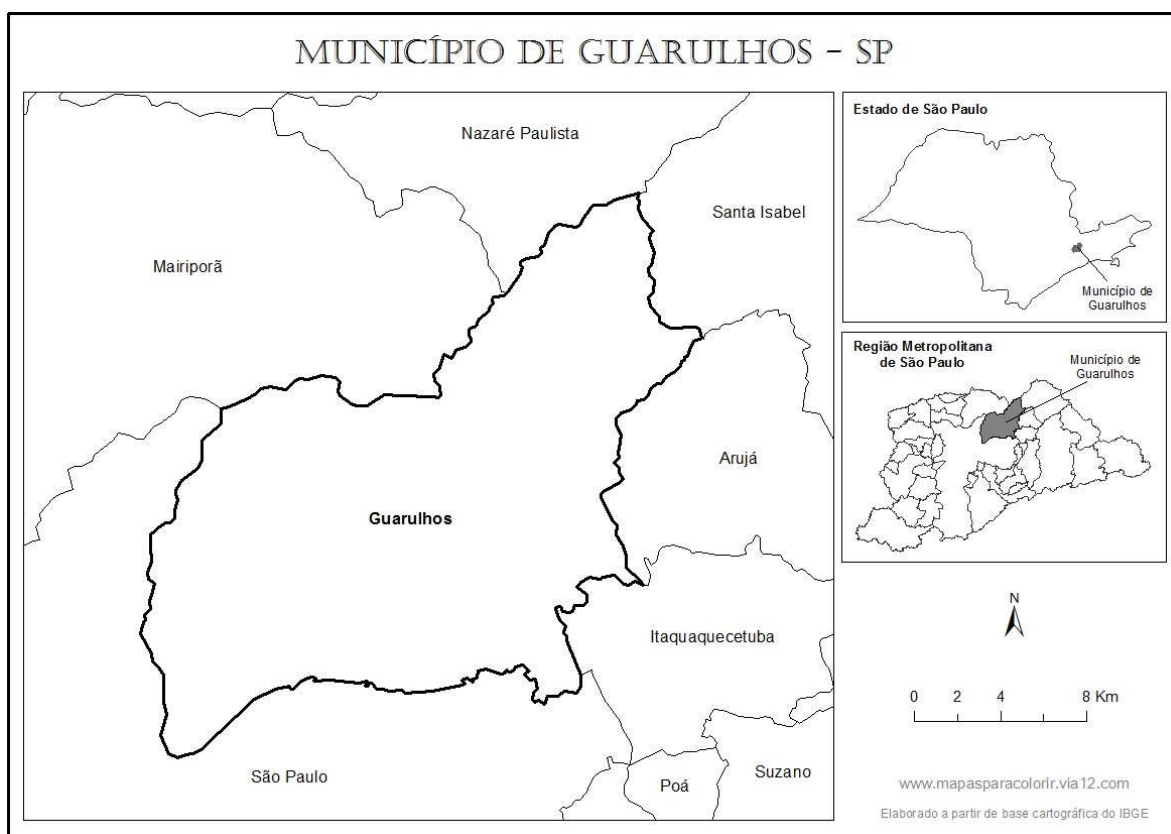 MUNICÍPIO DE GUARULHOS - SP
Nazaré Paulista
Santa Isabel
Mairiporã
Arujá
Guarulhos
Itaquaquecetuba
São Paulo
Poá
Suzano
Estado de São Paulo
Município de
Guarulhos
Região Metropolitana
de São Paulo
Município de
Guarulhos
N
0 2 4 8 Km
www.mapasparacolorir.via12.com
Elaborado a partir de base cartográfica do IBGE